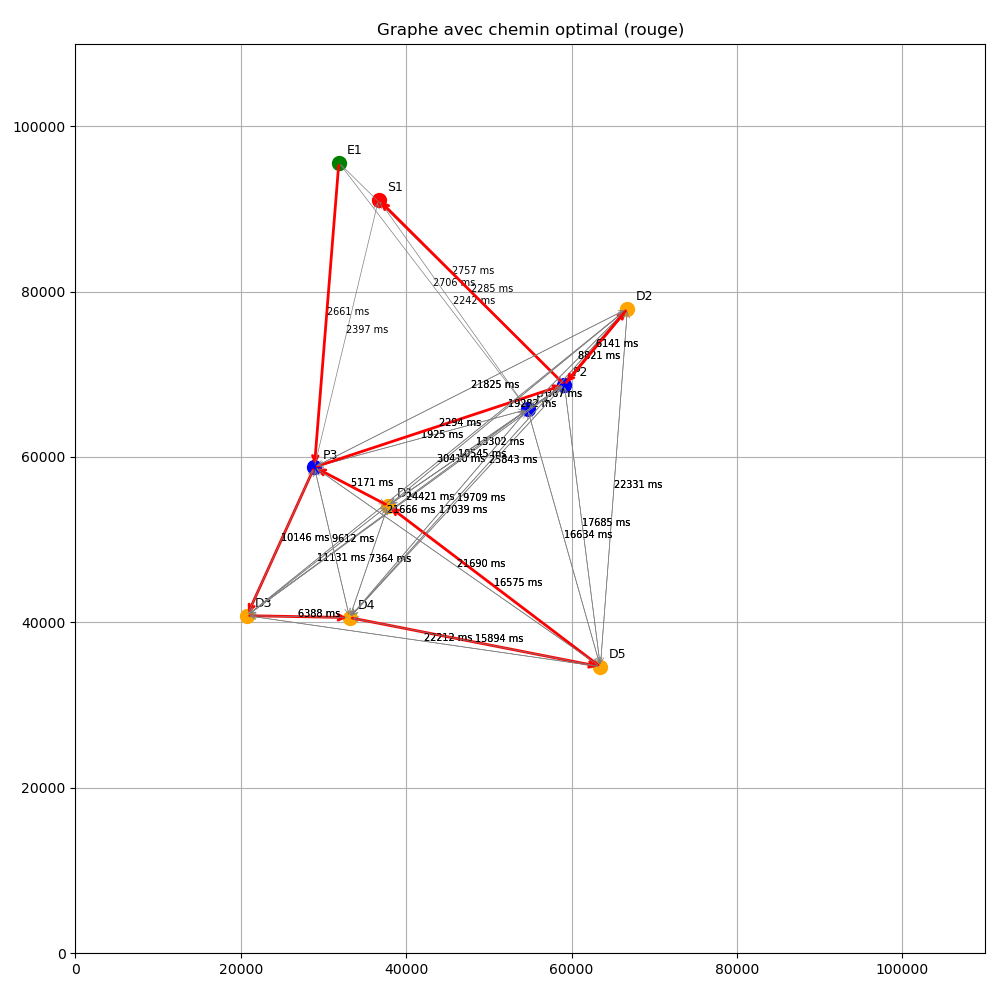 Graphe avec chemin optimal (rouge)
100000
80000
60000
40000
20000
0
E1
S1
2757 ms
2706 ms
2285 ms
2242 ms
2661 ms
2397 ms
D2
6141 ms
8821 ms
P2
21825 ms
2294 ms
1925 ms
13302 ms
10545 ms
30410 ms
25843 ms
P3
5171 ms
D1
24421 ms
19709 ms
21666 ms
17039 ms
22331 ms
17685 ms
16634 ms
10146 ms
9612 ms
11131 ms
7364 ms
21690 ms
16575 ms
D3
D4
6388 ms
22212 ms
15894 ms
D5
0
20000
40000
60000
80000
100000